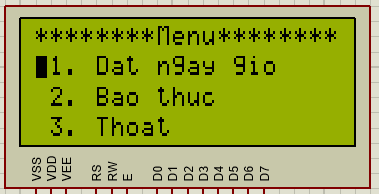 ********Menu********
1. Dat ngay gio
2. Bao thuc
3. Thoat
VSS VDD VEE RS RW E D0 D1 D2 D3 D4 D5 D6 D7